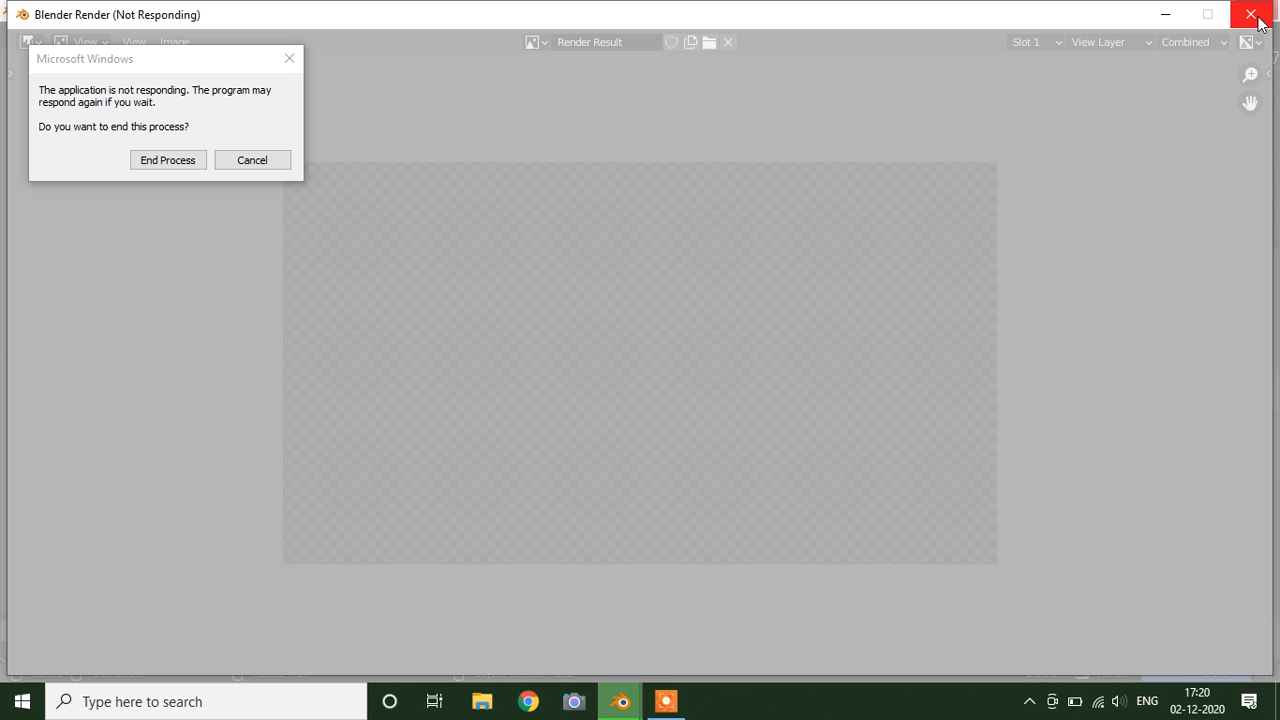 Blender Render (Not Responding)
View View Image
Render Result
Slot 1 View Layer Combined
Microsoft Windows
The application is not responding. The program may
respond again if you wait.
Do you want to end this process?
End Process Cancel
Type here to search
ENG
17:20
02-12-2020